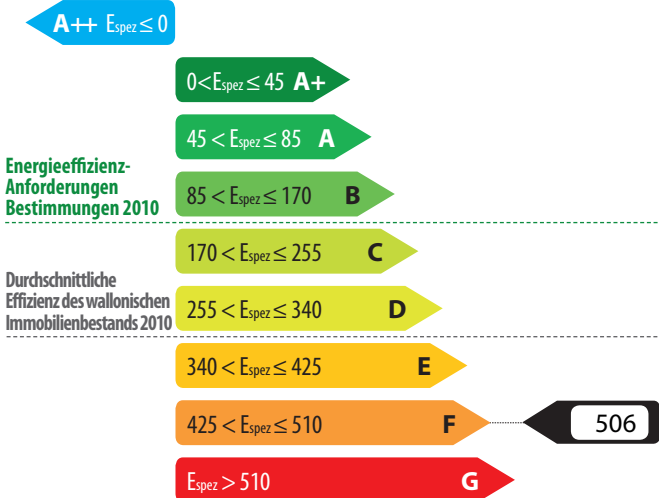 A++ Espez ≤ 0
0<Espez ≤ 45 A+
45 < Espez ≤ 85 A
Energieeffizienz-
Anforderungen
Bestimmungen 2010
85 < Espez ≤ 170 B
170 < Espez ≤ 255 C
Durchschnittliche
Effizienz des wallonischen
Immobilienbestands 2010
255 < Espez ≤ 340 D
340 < Espez ≤ 425 E
425 < Espez ≤ 510 F
506
Espez > 510 G